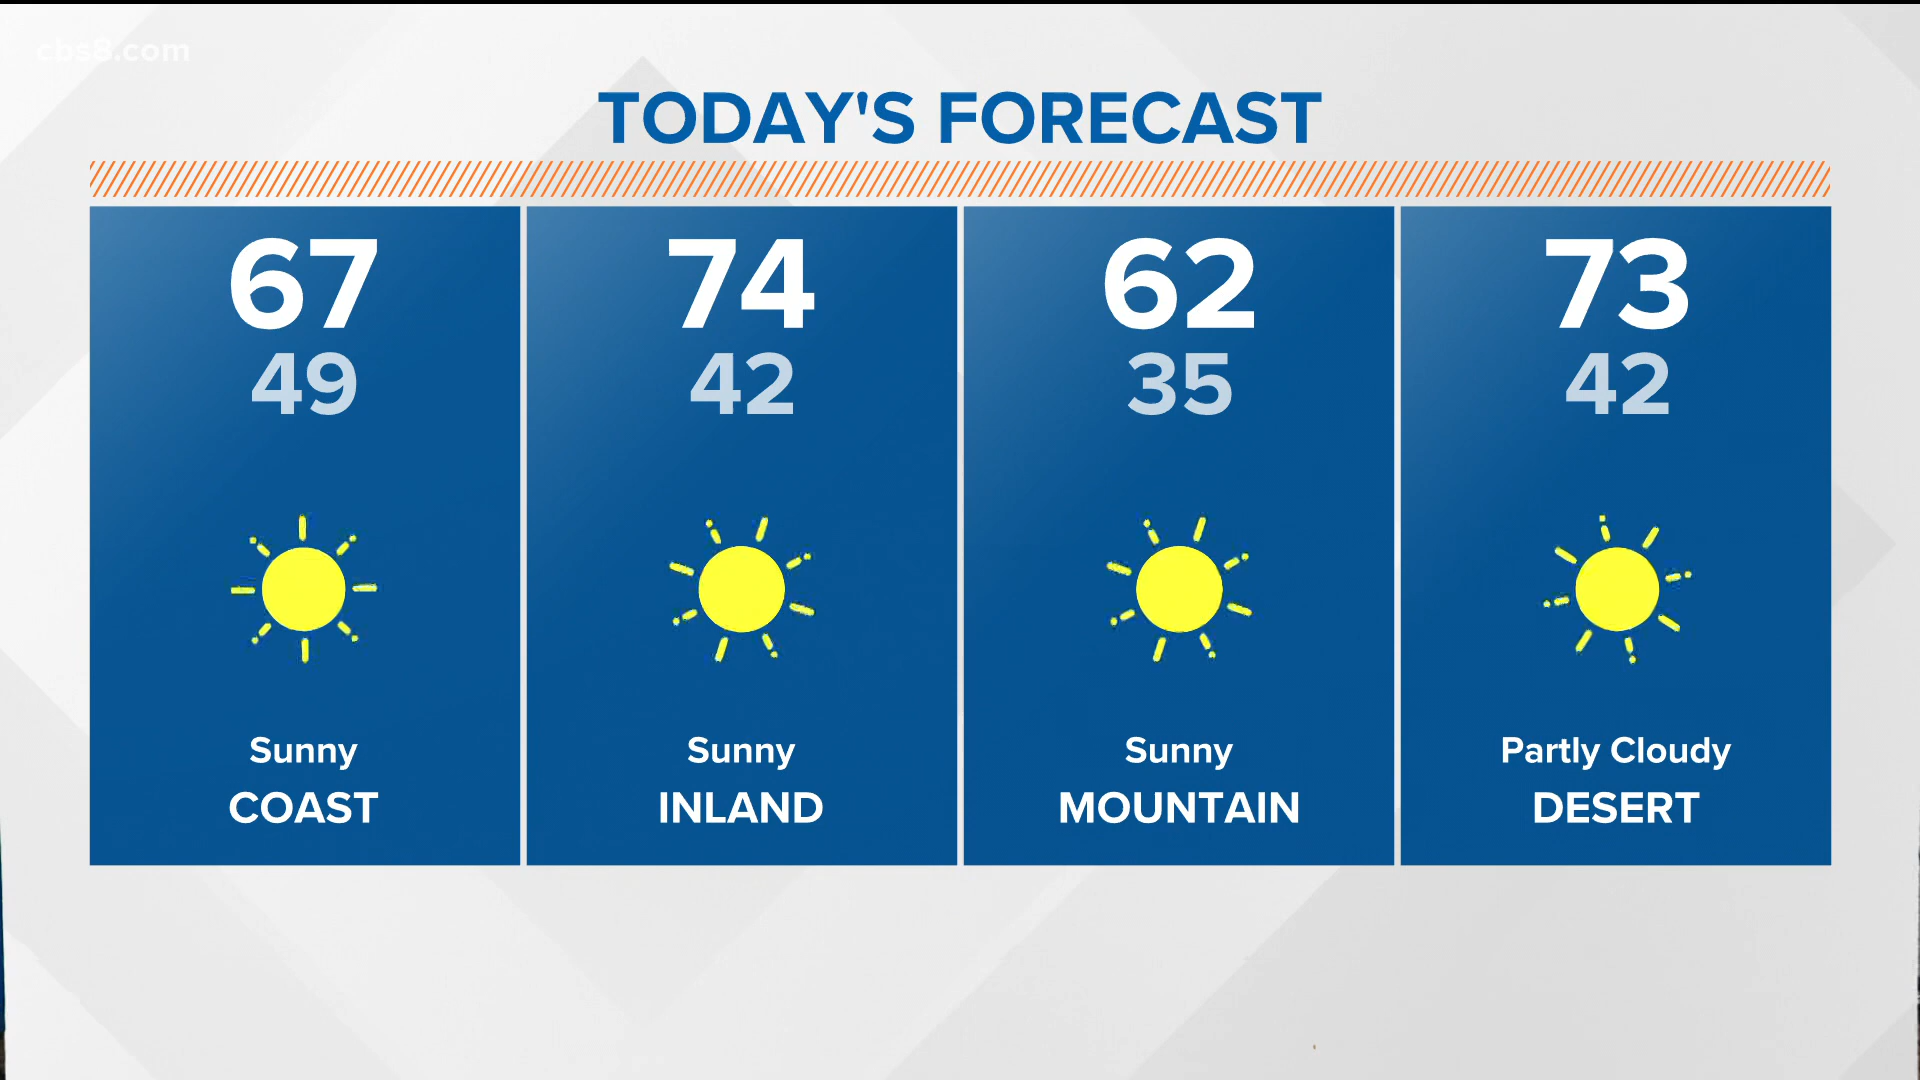 cbs8.com
TODAY'S FORECAST
67
49
Sunny
COAST
74
42
Sunny
INLAND
62
35
Sunny
MOUNTAIN
73
42
Partly Cloudy
DESERT